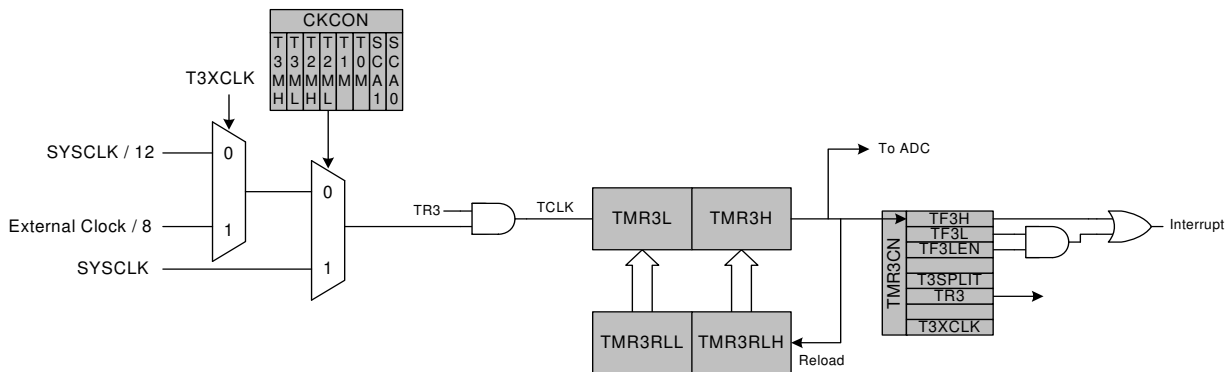 CKCON
T3MH T3ML T2MH T2ML T1M T0M SCA1 SCA0
T3XCLK
SYSCLK / 12
0
External Clock / 8
1
SYSCLK
0
1
TR3
TCLK
TMR3L
TMR3H
To ADC
TMR3RLL
TMR3RLH
Reload
TMR3CN
TF3H
TF3L
TF3LEN
T3SPLIT
TR3
T3XCLK
Interrupt